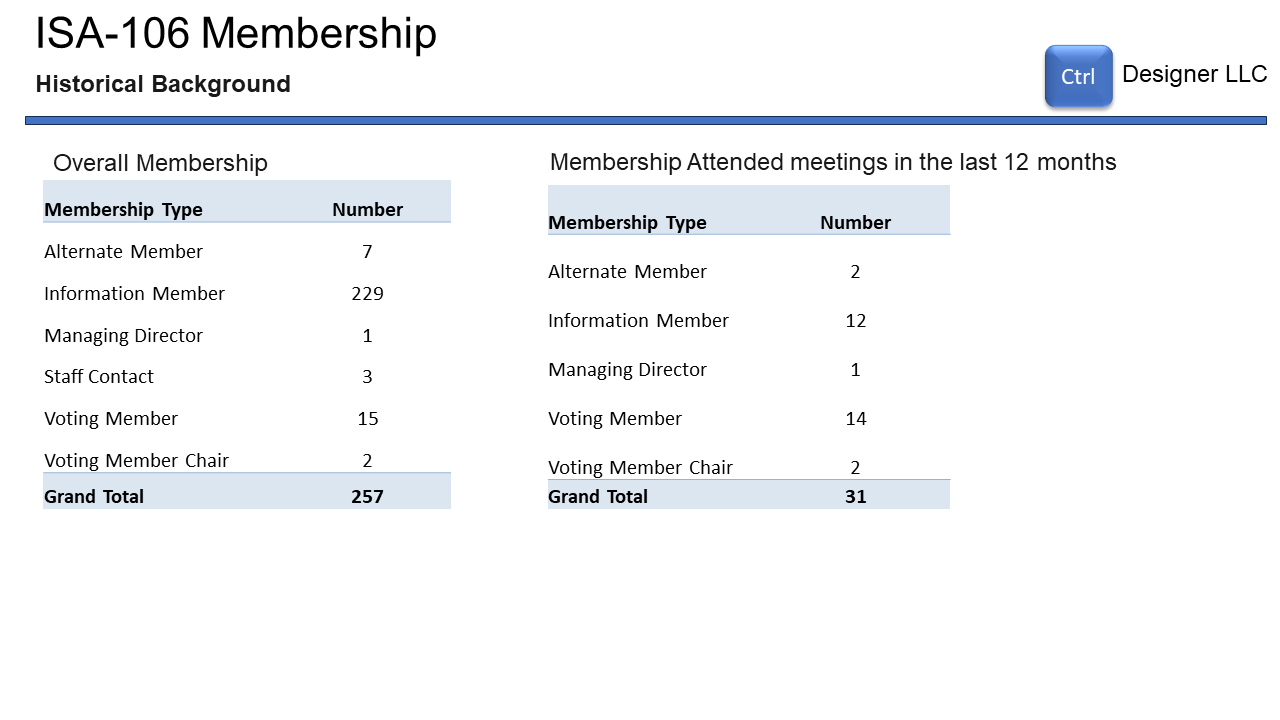 ISA-106 Membership
Historical Background
Ctrl
Designer LLC
Overall Membership
Membership Type Number
Alternate Member 7
Information Member 229
Managing Director 1
Staff Contact 3
Voting Member 15
Voting Member Chair 2
Grand Total 257
Membership Attended meetings in the last 12 months
Membership Type Number
Alternate Member 2
Information Member 12
Managing Director 1
Voting Member 14
Voting Member Chair 2
Grand Total 31